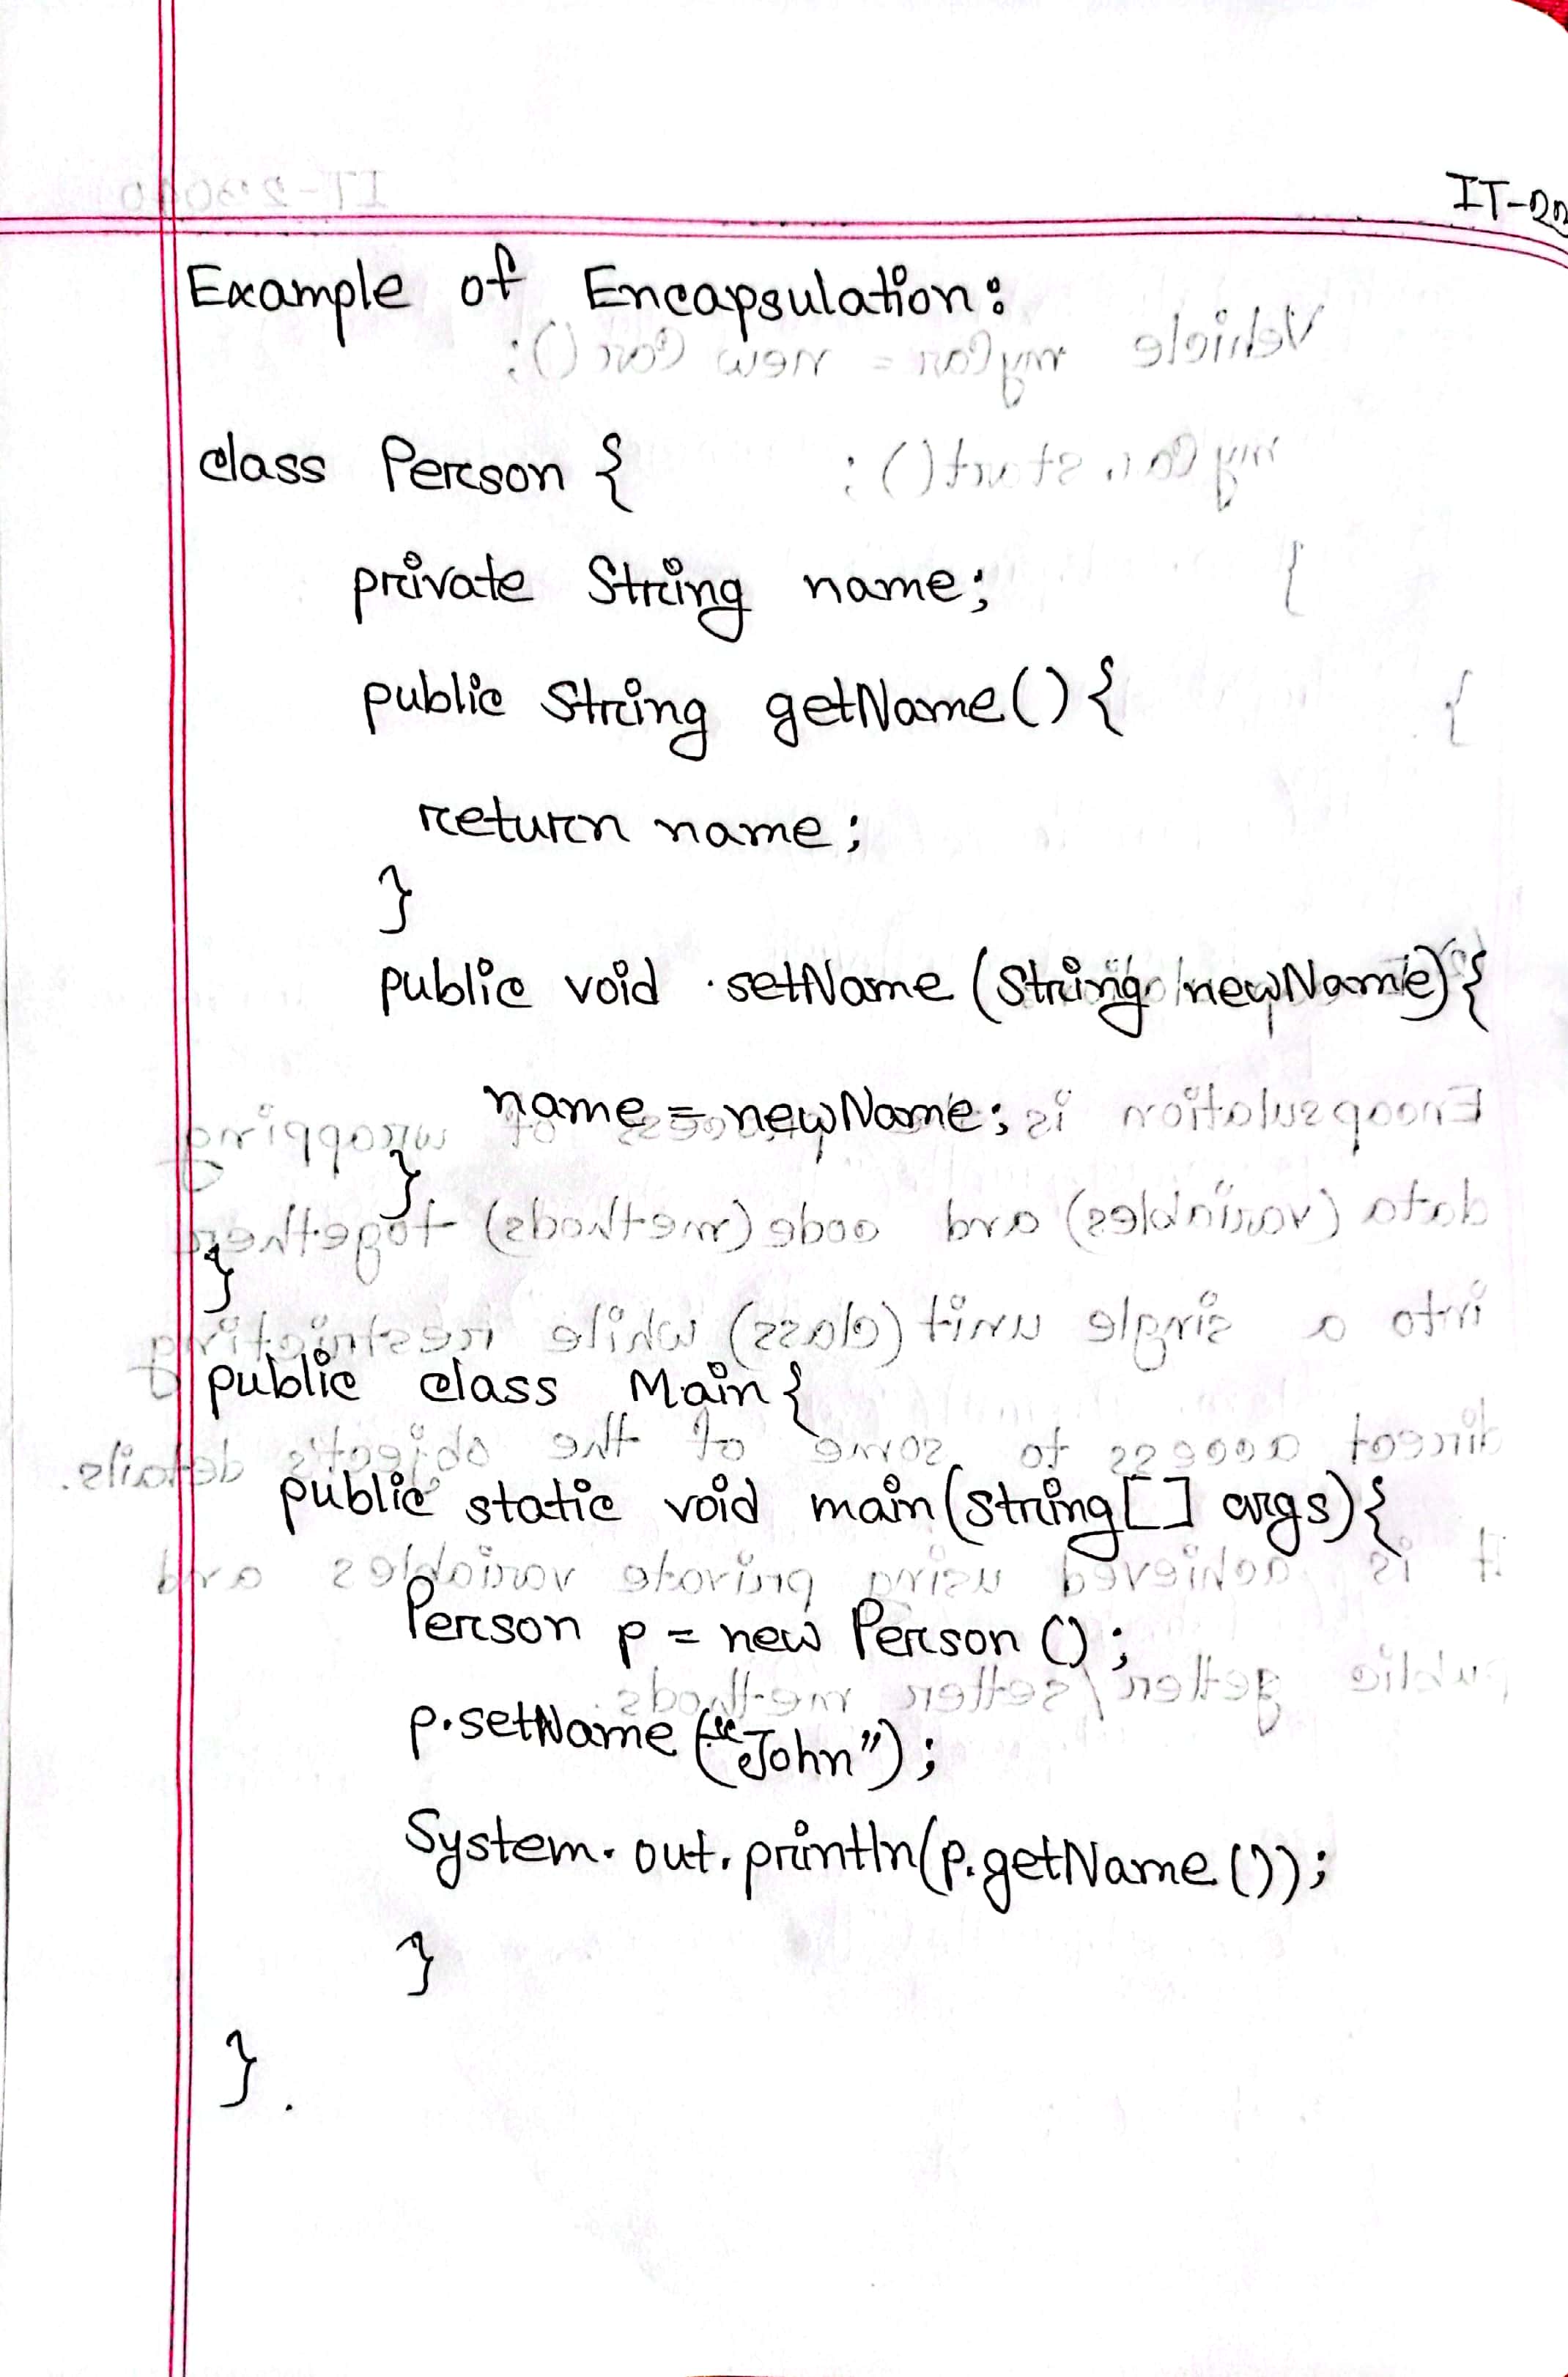 IT-22
Example of Encapsulation:
class Person {
private String name;
public String getName() {
return name;
}
public void setName (String newName) {
name = newName;
}
}
public class Main {
public static void main(String[] args) {
Person p = new Person ();
p.setName ("John");
System.out.println(p.getName());
}
}.